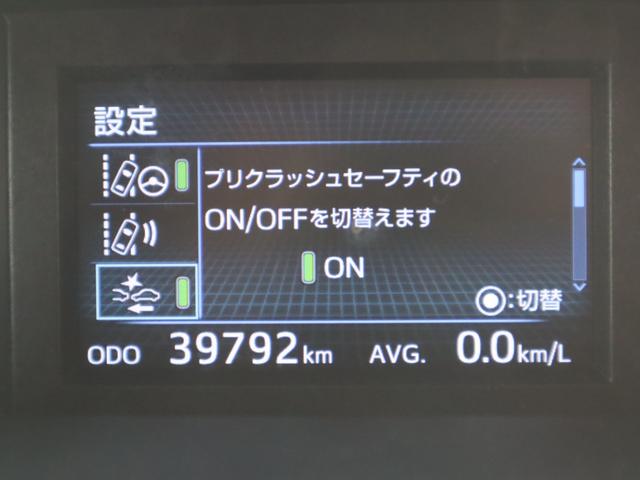 設定
プリクラッシュセーフティの
ON/OFFを切替えます
ON
:切替
ODO 39792km AVG. 0.0km/L